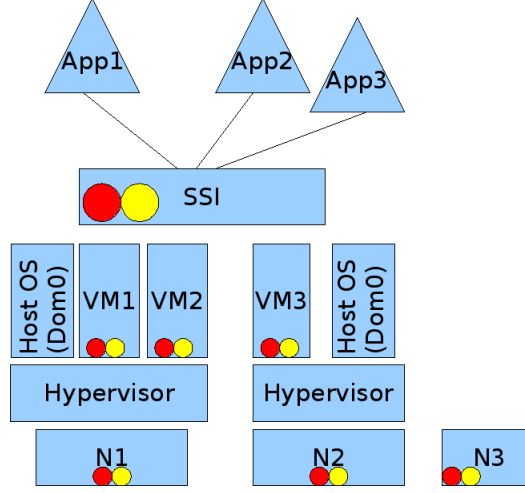 App1
App2
App3
SSI
Host OS
(Dom0)
VM1
VM2
VM3
Host OS
(Dom0)
Hypervisor
Hypervisor
N1
N2
N3